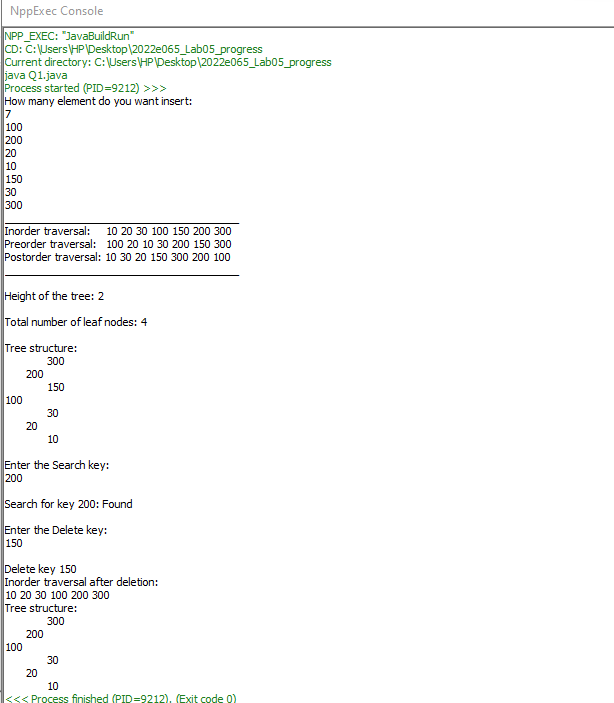 NppExec Console
NPP_EXEC: "JavaBuildRun"
CD: C:\Users\HP\Desktop\2022e065_Lab05_progress
Current directory: C:\Users\HP\Desktop\2022e065_Lab05_progress
java Q1.java
Process started (PID=9212) >>>
How many element do you want insert:
7
100
200
20
10
150
30
300
Inorder traversal: 10 20 30 100 150 200 300
Preorder traversal: 100 20 10 30 200 150 300
Postorder traversal: 10 30 20 150 300 200 100
Height of the tree: 2
Total number of leaf nodes: 4
Tree structure:
300
200
150
100
30
20
10
Enter the Search key:
200
Search for key 200: Found
Enter the Delete key:
150
Delete key 150
Inorder traversal after deletion:
10 20 30 100 200 300
Tree structure:
300
200
100
30
20
10
<<< Process finished (PID=9212). (Exit code 0)